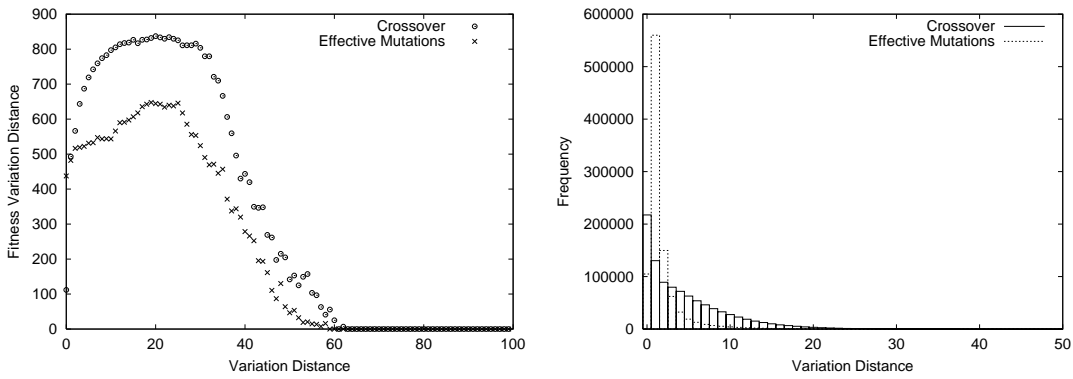 900
800
700
600
500
400
300
200
100
0
Fitness Variation Distance
0 20 40 60 80 100
Variation Distance
Crossover
Effective Mutations
600000
500000
400000
300000
200000
100000
0
Frequency
0 10 20 30 40 50
Variation Distance
Crossover
Effective Mutations